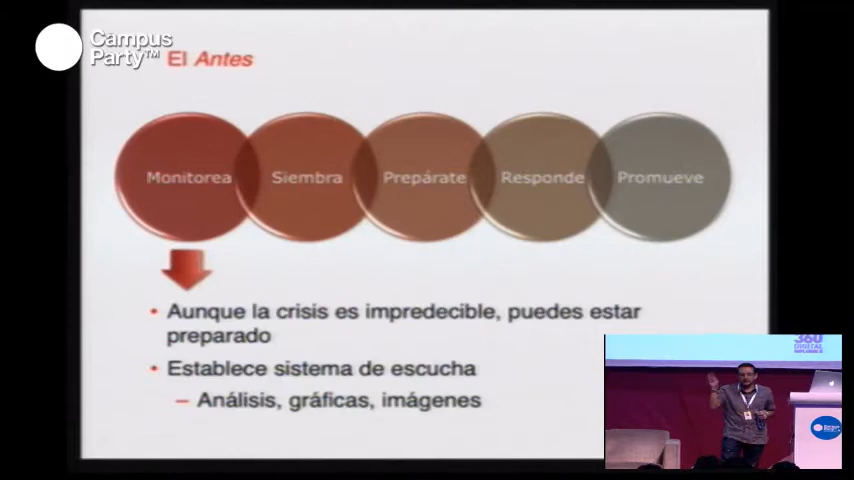 Campus
Party™
El Antes
Monitorea
Siembra
Prepárate
Responde
Promueve
• Aunque la crisis es impredecible, puedes estar
preparado
• Establece sistema de escucha
– Análisis, gráficas, imágenes
360
DIGITAL